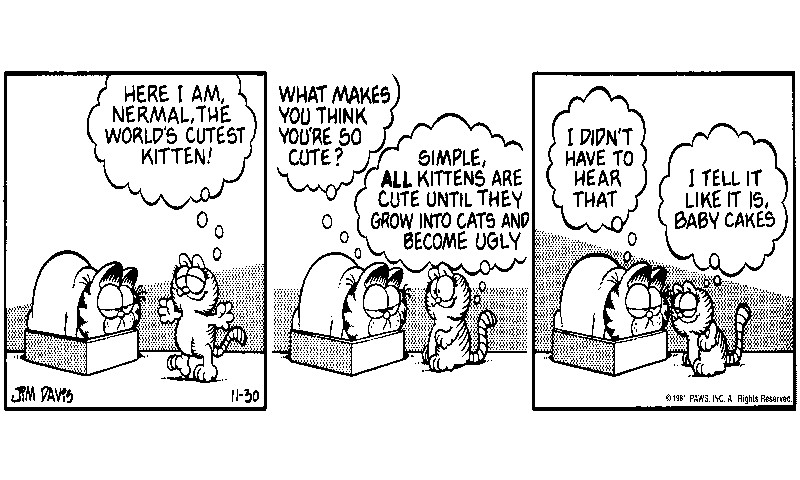 HERE I AM,
NERMAL, THE
WORLD'S CUTEST
KITTEN!
JIM DAVIS
11-30
WHAT MAKES
YOU THINK
YOU'RE SO
CUTE?
SIMPLE,
ALL KITTENS ARE
CUTE UNTIL THEY
GROW INTO CATS AND
BECOME UGLY
I DIDN'T
HAVE TO
HEAR
THAT
I TELL IT
LIKE IT IS,
BABY CAKES
© 1981 PAWS, INC. A Rights Reserved.